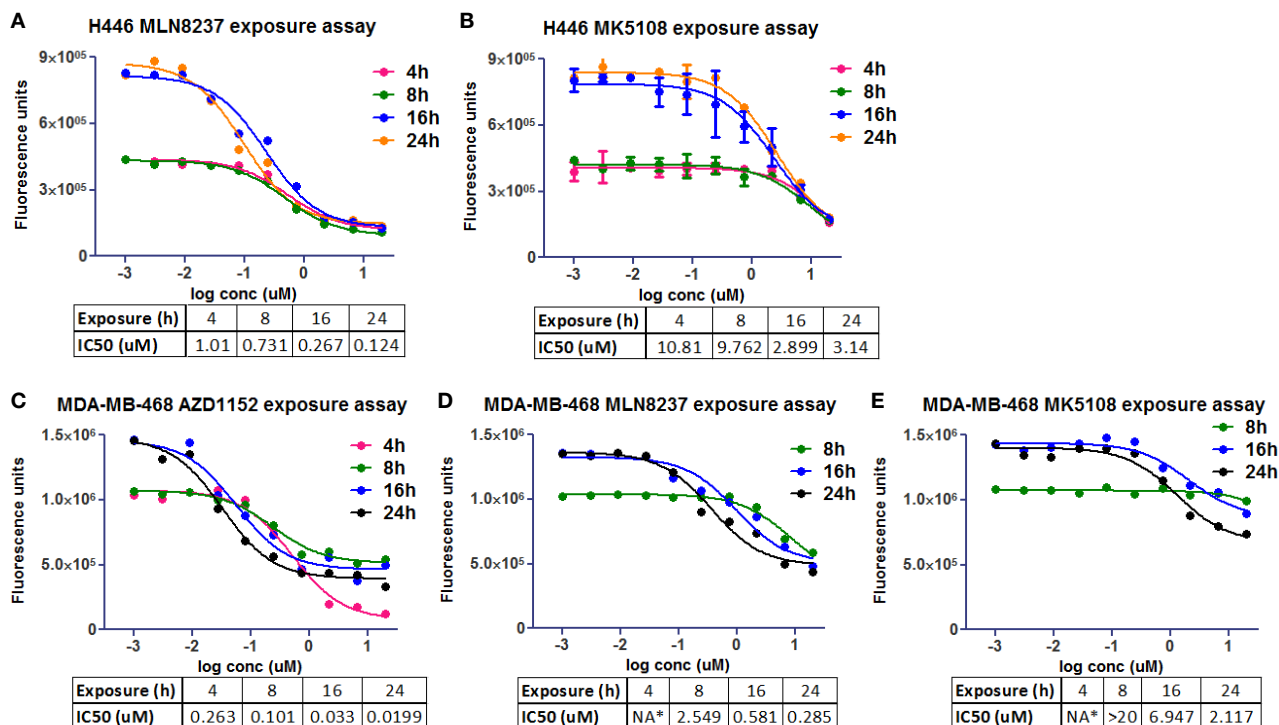 A
H446 MLN8237 exposure assay
9×10⁰⁵
6×10⁰⁵
3×10⁰⁵
0
Fluorescence units
4h
8h
16h
24h
-3 -2 -1 0 1
log conc (uM)
Exposure (h) 4 8 16 24
IC50 (uM) 1.01 0.731 0.267 0.124
B
H446 MK5108 exposure assay
9×10⁰⁵
6×10⁰⁵
3×10⁰⁵
0
Fluorescence units
4h
8h
16h
24h
-3 -2 -1 0 1
log conc (uM)
Exposure (h) 4 8 16 24
IC50 (uM) 10.81 9.762 2.899 3.14
C
MDA-MB-468 AZD1152 exposure assay
1.5×10⁶
1.0×10⁶
5.0×10⁰⁵
0
Fluorescence units
4h
8h
16h
24h
-3 -2 -1 0 1
log conc (uM)
Exposure (h) 4 8 16 24
IC50 (uM) 0.263 0.101 0.033 0.0199
D
MDA-MB-468 MLN8237 exposure assay
1.5×10⁶
1.0×10⁶
5.0×10⁰⁵
0
Fluorescence units
8h
16h
24h
-3 -2 -1 0 1
log conc (uM)
Exposure (h) 4 8 16 24
IC50 (uM) NA* 2.549 0.581 0.285
E
MDA-MB-468 MK5108 exposure assay
1.5×10⁶
1.0×10⁶
5.0×10⁰⁵
0
Fluorescence units
8h
16h
24h
-3 -2 -1 0 1
log conc (uM)
Exposure (h) 4 8 16 24
IC50 (uM) NA* >20 6.947 2.117